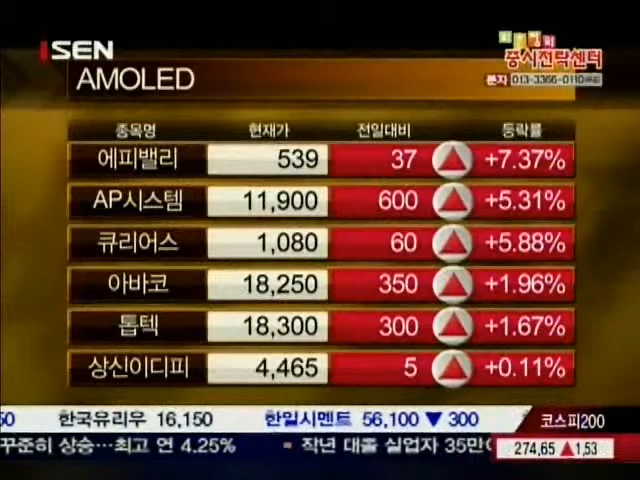 SEN
증시전략센터
문자 013-3366-0110
AMOLED
종목명 현재가 전일대비 등락률
에피밸리 539 37 ▲ +7.37%
AP시스템 11,900 600 ▲ +5.31%
큐리어스 1,080 60 ▲ +5.88%
아바코 18,250 350 ▲ +1.96%
톱텍 18,300 300 ▲ +1.67%
상신이디피 4,465 5 ▲ +0.11%
50 한국유리우 16,150 한일시멘트 56,100 ▼ 300 코스피200
꾸준히 상승…최고 연 4.25% 작년 대졸 실업자 35만 274,65 ▲1,53